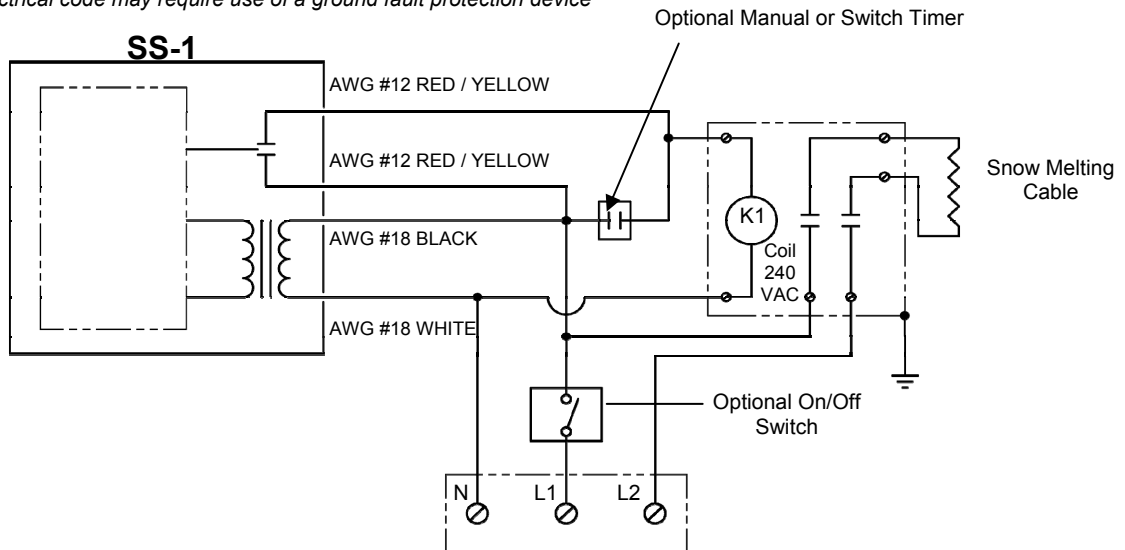 ctrical code may require use of a ground fault protection device
Optional Manual or Switch Timer
SS-1
AWG #12 RED / YELLOW
AWG #12 RED / YELLOW
Snow Melting
Cable
K1
AWG #18 BLACK
Coil
240
VAC
AWG #18 WHITE
Optional On/Off
Switch
N
L1
L2